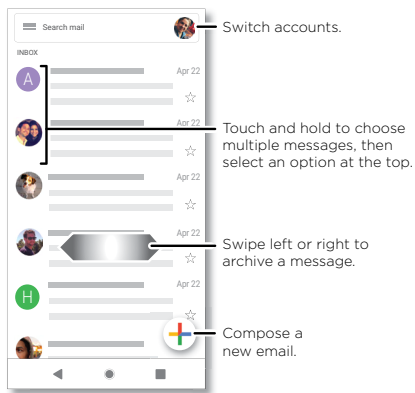 Search mail
Switch accounts.
INBOX
A
Apr 22
Apr 22
Touch and hold to choose
multiple messages, then
select an option at the top.
Apr 22
Apr 22
Swipe left or right to
archive a message.
H
Apr 22
Compose a
new email.